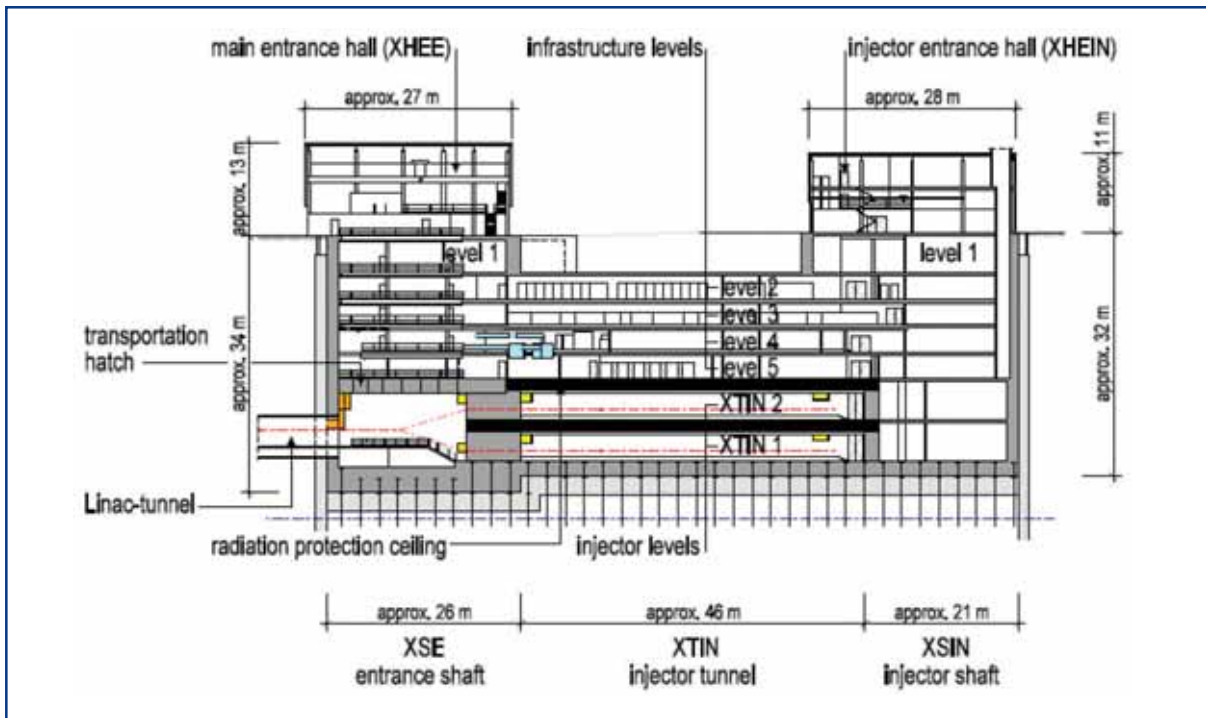 main entrance hall (XHEE)
infrastructure levels
injector entrance hall (XHEIN)
approx. 27 m
approx. 28 m
approx. 13 m
approx. 11 m
level 1
level 1
level 2
level 3
level 4
level 5
transportation
hatch
approx. 34 m
approx. 32 m
XTIN 2
XTIN 1
Linac-tunnel
radiation protection ceiling
injector levels
approx. 26 m
approx. 46 m
approx. 21 m
XSE
entrance shaft
XTIN
injector tunnel
XSIN
injector shaft